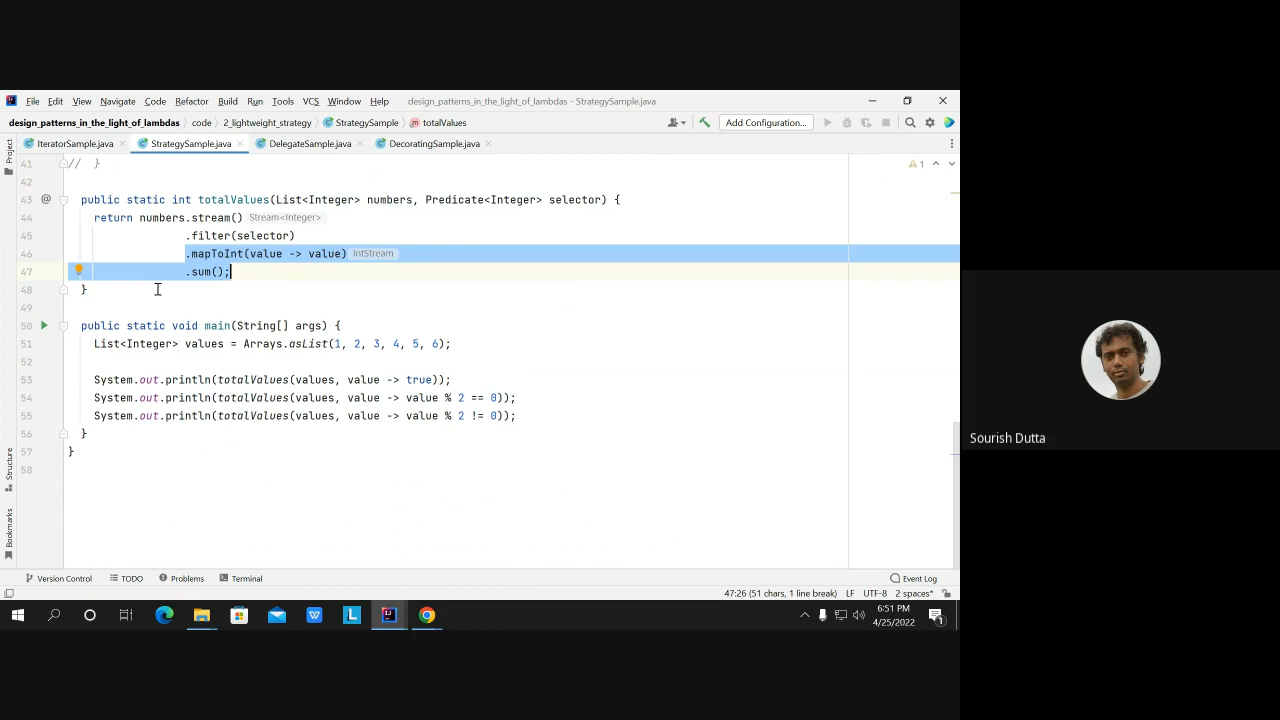 File Edit View Navigate Code Refactor Build Run Tools VCS Window Help design_patterns_in_the_light_of_lambdas - StrategySample.java
design_patterns_in_the_light_of_lambdas code 2_lightweight_strategy StrategySample totalValues Add Configuration...
IteratorSample.java StrategySample.java DelegateSample.java DecoratingSample.java
Project
41 // }
1
42
43 @ public static int totalValues(List<Integer> numbers, Predicate<Integer> selector) {
44 return numbers.stream() Stream<Integer>
45 .filter(selector)
46 .mapToInt(value -> value) IntStream
47 .sum();
48 }
49
50 public static void main(String[] args) {
51 List<Integer> values = Arrays.asList(1, 2, 3, 4, 5, 6);
52
53 System.out.println(totalValues(values, value -> true));
54 System.out.println(totalValues(values, value -> value % 2 == 0));
55 System.out.println(totalValues(values, value -> value % 2 != 0));
56 }
57 }
58
Structure
Bookmarks
Version Control TODO Problems Terminal Event Log
47:26 (51 chars, 1 line break) LF UTF-8 2 spaces*
6:51 PM
4/25/2022
1
Sourish Dutta